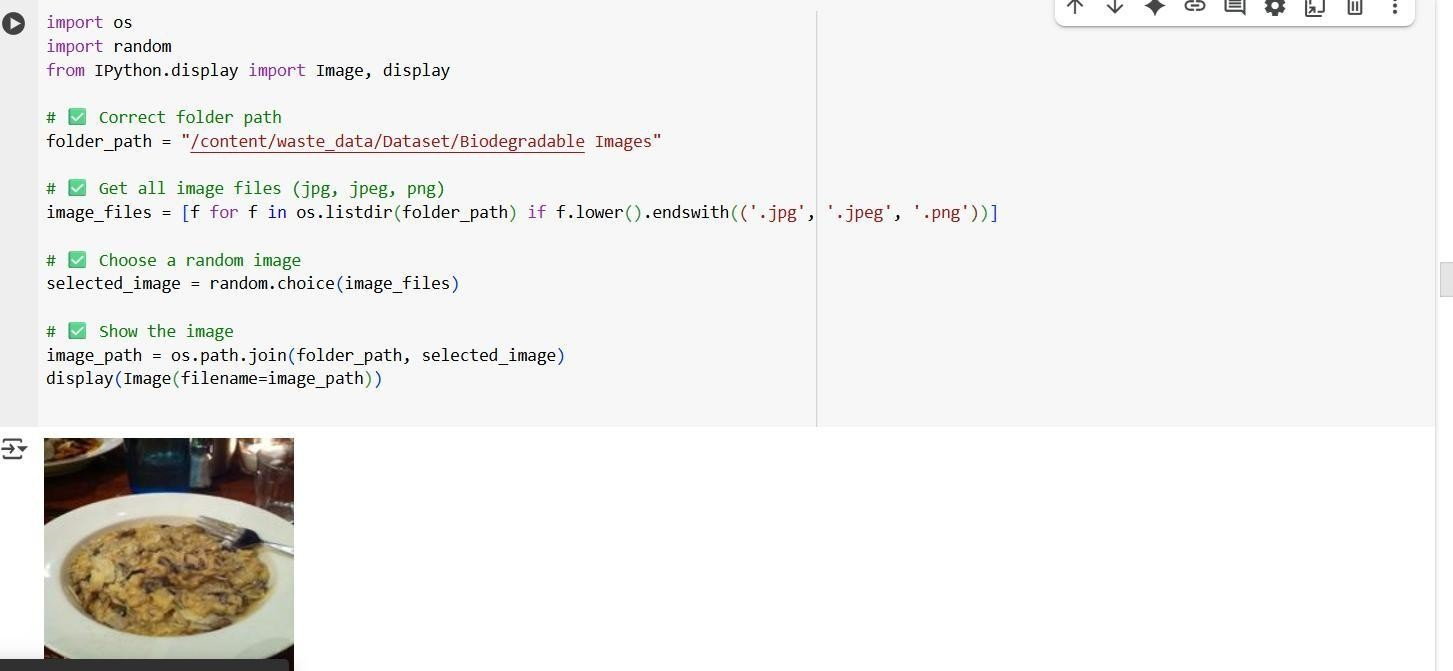 import os
import random
from IPython.display import Image, display
# ✅ Correct folder path
folder_path = "/content/waste_data/Dataset/Biodegradable Images"
# ✅ Get all image files (jpg, jpeg, png)
image_files = [f for f in os.listdir(folder_path) if f.lower().endswith(('.jpg', '.jpeg', '.png'))]
# ✅ Choose a random image
selected_image = random.choice(image_files)
# ✅ Show the image
image_path = os.path.join(folder_path, selected_image)
display(Image(filename=image_path))